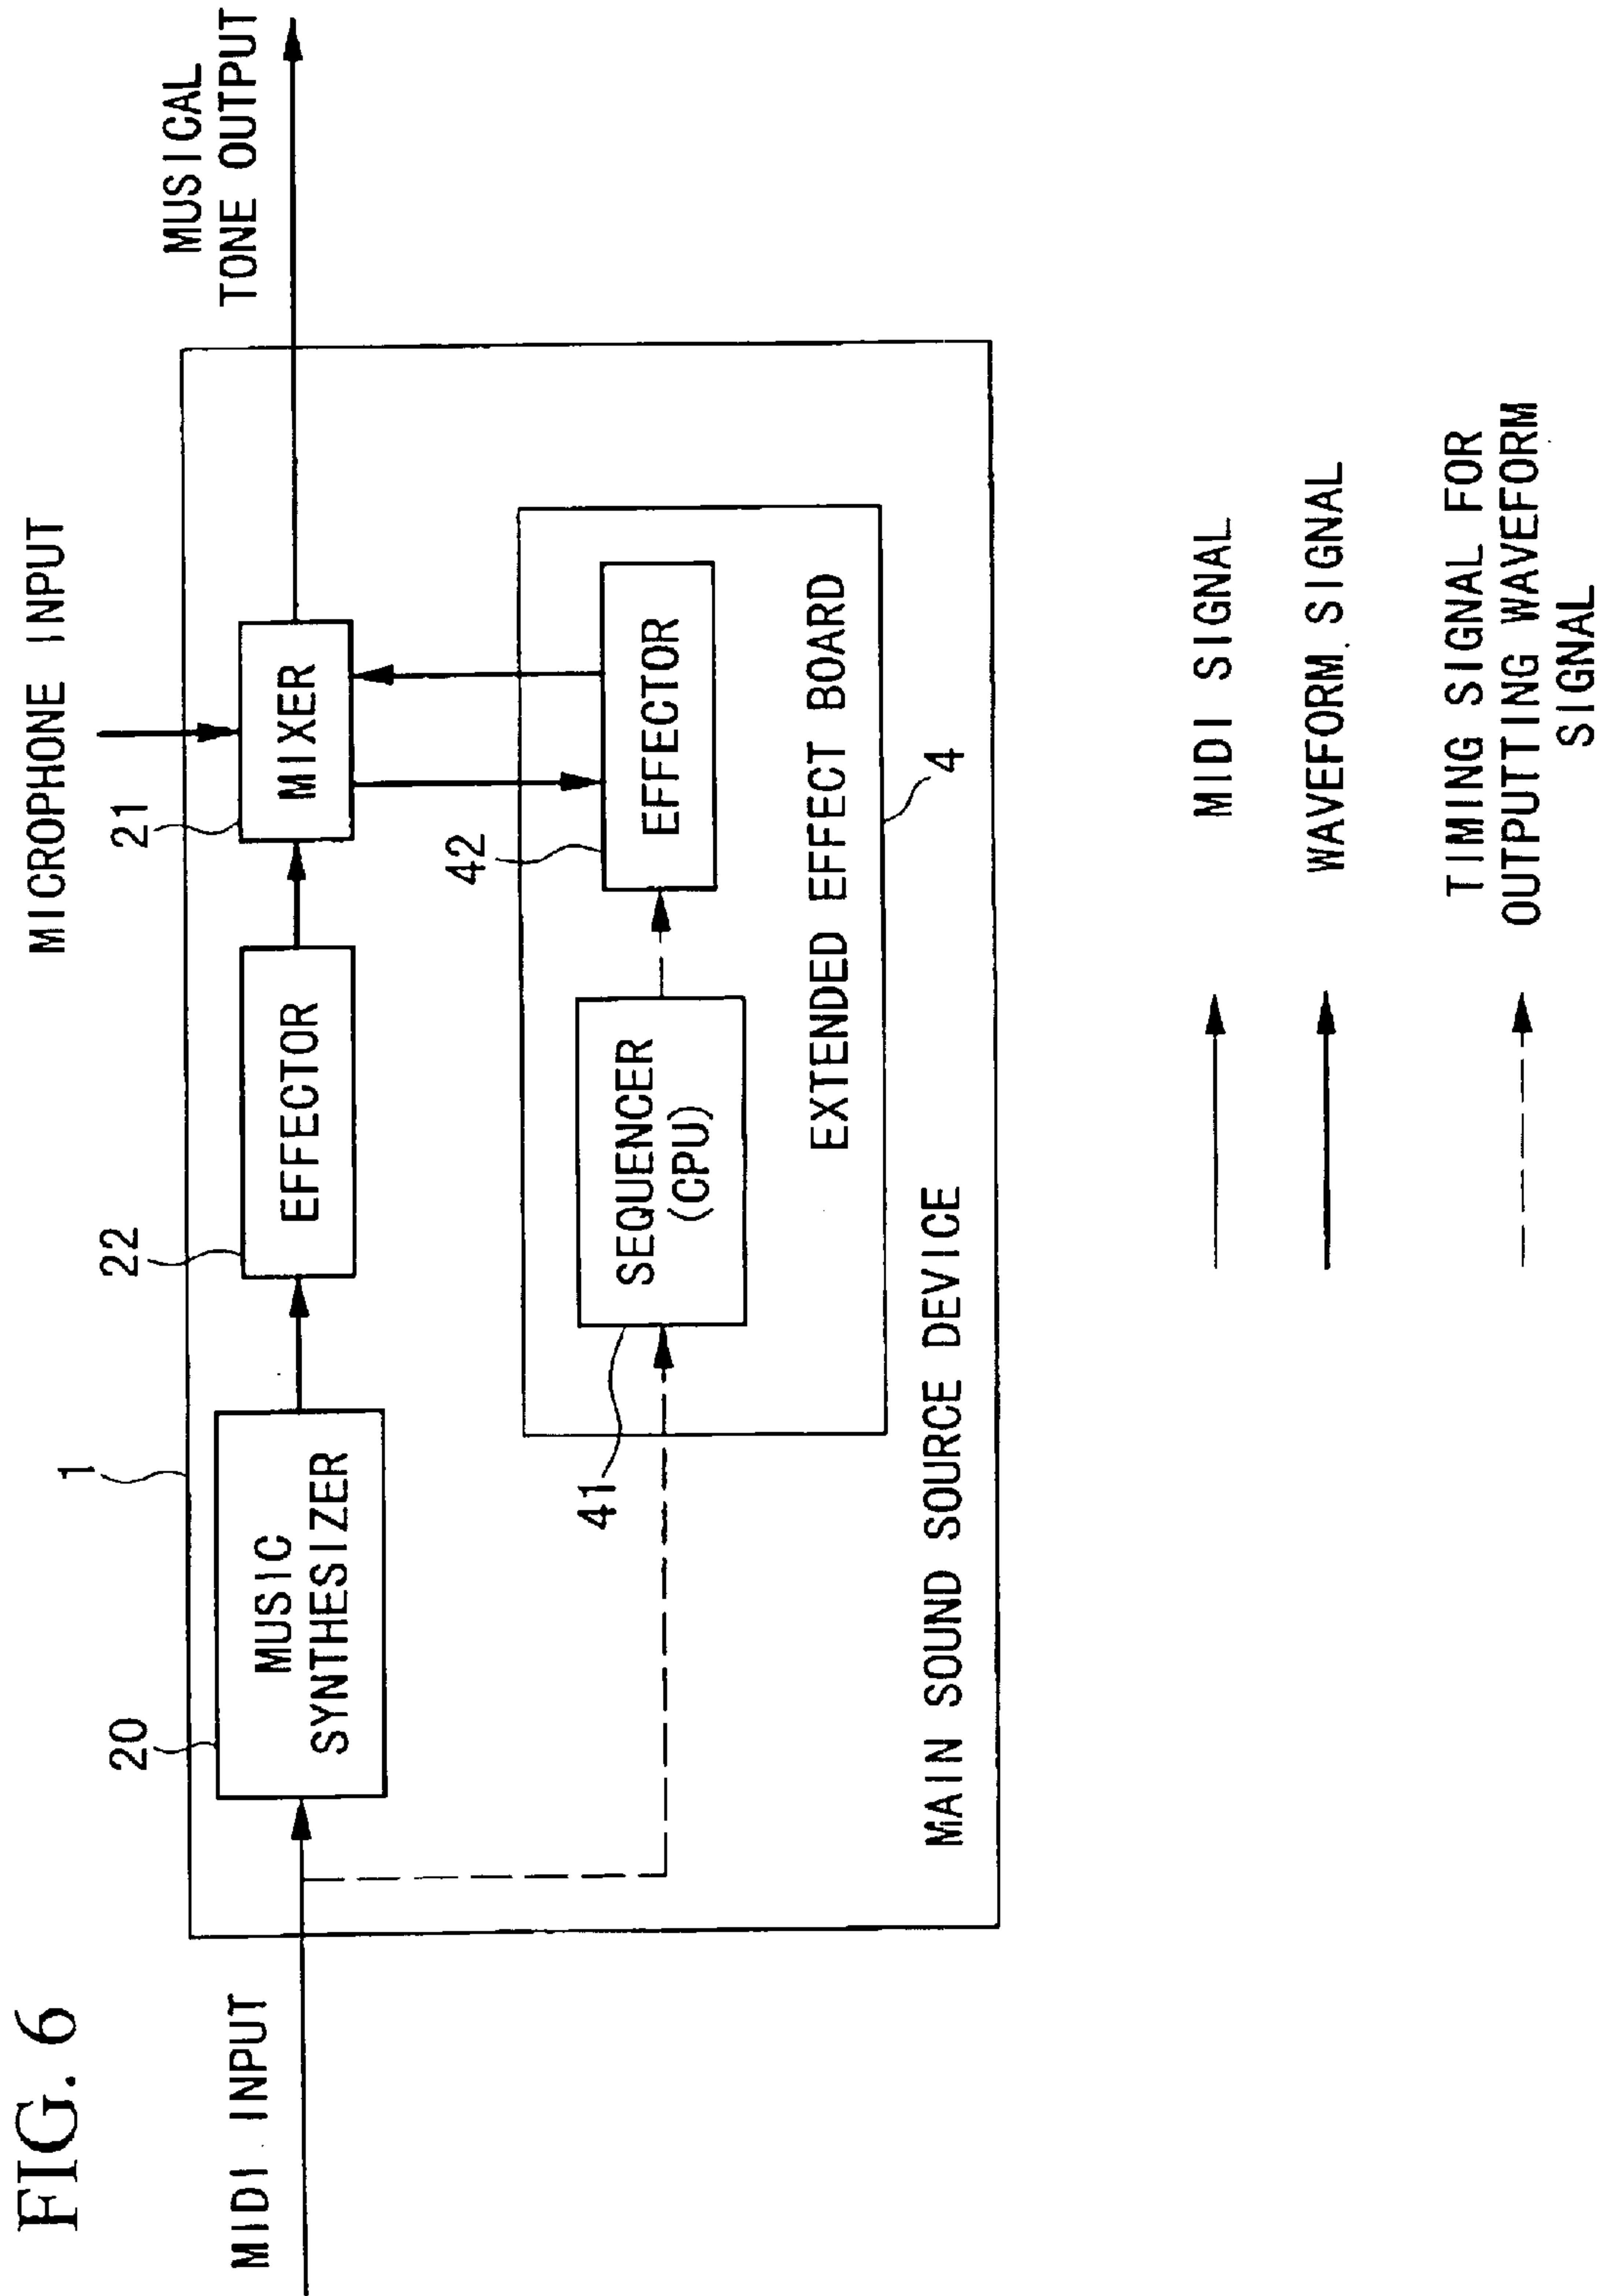 FIG. 6
MICROPHONE INPUT
MUSICAL
TONE OUTPUT
MIDI INPUT
1
20
MUSIC
SYNTHESIZER
22
EFFECTOR
21
MIXER
41
SEQUENCER
(CPU)
42
EFFECTOR
EXTENDED EFFECT BOARD
4
MAIN SOUND SOURCE DEVICE
MIDI SIGNAL
WAVEFORM SIGNAL
TIMING SIGNAL FOR
OUTPUTTING WAVEFORM
SIGNAL